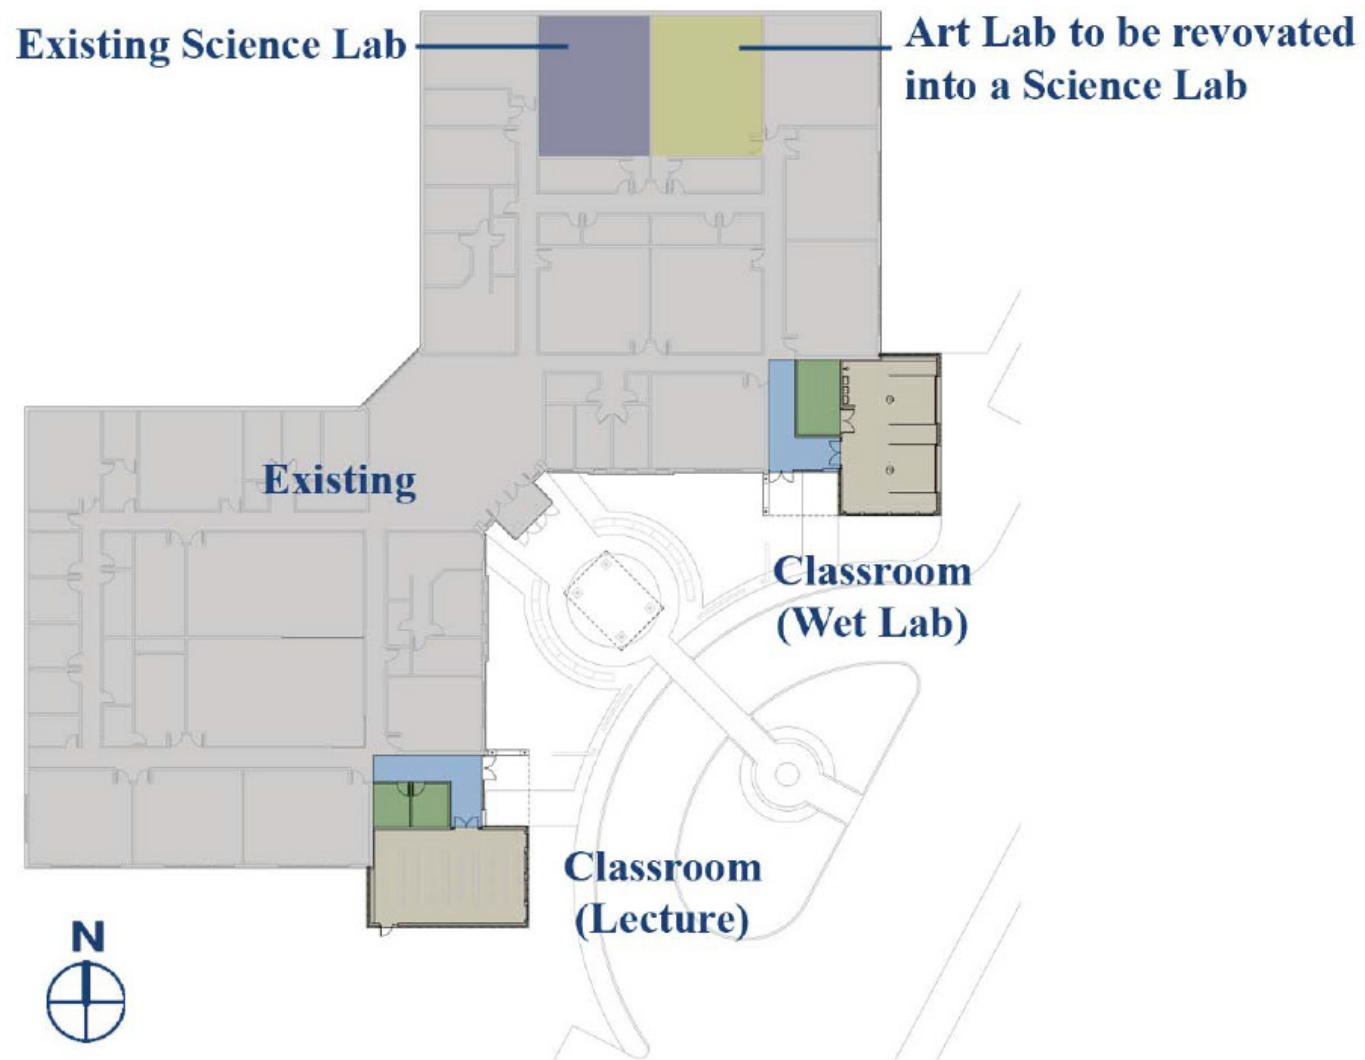 Existing Science Lab
Art Lab to be revovated
into a Science Lab
Existing
Classroom
(Wet Lab)
Classroom
(Lecture)
N